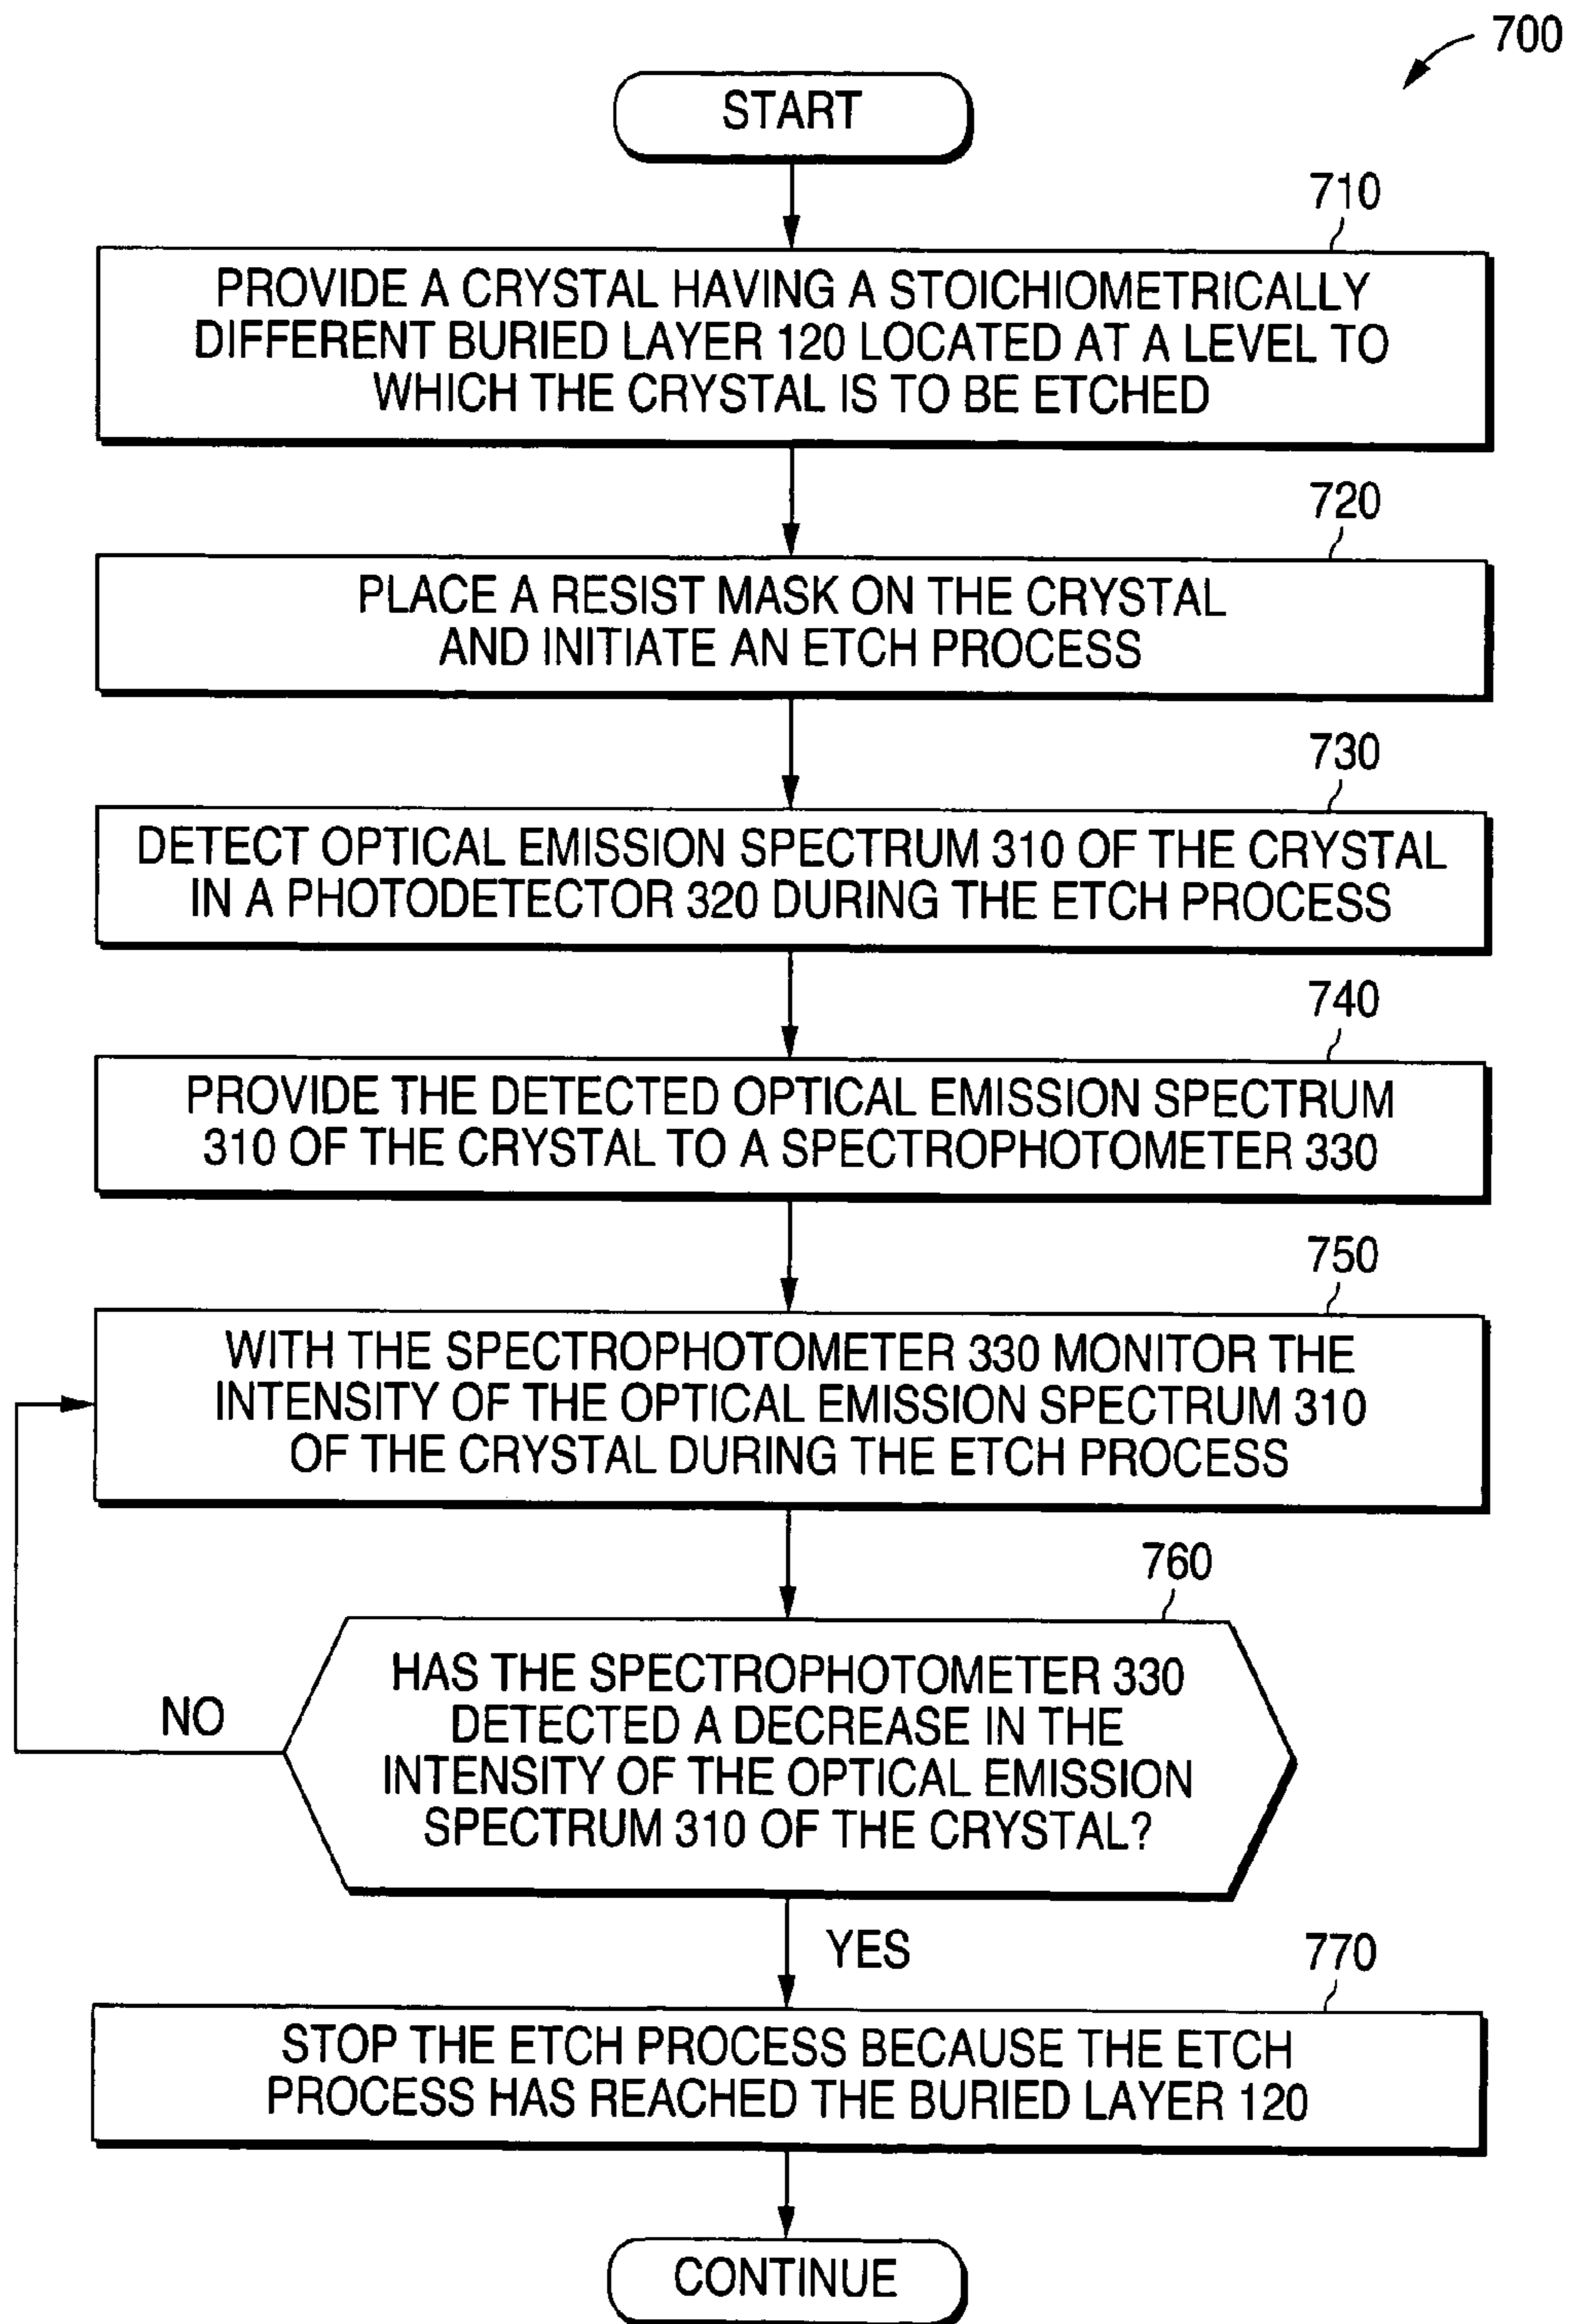 700
START
710
PROVIDE A CRYSTAL HAVING A STOICHIOMETRICALLY
DIFFERENT BURIED LAYER 120 LOCATED AT A LEVEL TO
WHICH THE CRYSTAL IS TO BE ETCHED
720
PLACE A RESIST MASK ON THE CRYSTAL
AND INITIATE AN ETCH PROCESS
730
DETECT OPTICAL EMISSION SPECTRUM 310 OF THE CRYSTAL
IN A PHOTODETECTOR 320 DURING THE ETCH PROCESS
740
PROVIDE THE DETECTED OPTICAL EMISSION SPECTRUM
310 OF THE CRYSTAL TO A SPECTROPHOTOMETER 330
750
WITH THE SPECTROPHOTOMETER 330 MONITOR THE
INTENSITY OF THE OPTICAL EMISSION SPECTRUM 310
OF THE CRYSTAL DURING THE ETCH PROCESS
760
HAS THE SPECTROPHOTOMETER 330
DETECTED A DECREASE IN THE
INTENSITY OF THE OPTICAL EMISSION
SPECTRUM 310 OF THE CRYSTAL?
NO
YES
770
STOP THE ETCH PROCESS BECAUSE THE ETCH
PROCESS HAS REACHED THE BURIED LAYER 120
CONTINUE